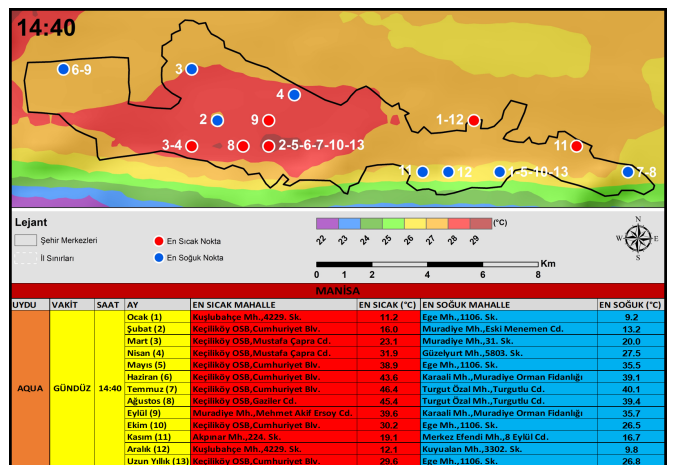 14:40
6-9
3
4
2
9
1-12
3-4
8
2-5-6-7-10-13
11
11
12
1-5-10-13
7-8
Lejant
Şehir Merkezleri
İl Sınırları
En Sıcak Nokta
En Soğuk Nokta
(°C)
22 23 24 25 26 27 28 29
0 1 2 4 6 8 Km
N
W E
S
MANİSA
UYDU VAKİT SAAT AY EN SICAK MAHALLE EN SICAK (°C) EN SOĞUK MAHALLE EN SOĞUK (°C)
Ocak (1) Kuşlubahçe Mh.,4229. Sk. 11.2 Ege Mh.,1106. Sk. 9.2
Şubat (2) Keçiliköy OSB,Cumhuriyet Blv. 16.0 Muradiye Mh.,Eski Menemen Cd. 13.2
Mart (3) Keçiliköy OSB,Mustafa Çapra Cd. 23.1 Muradiye Mh.,31. Sk. 20.0
Nisan (4) Keçiliköy OSB,Mustafa Çapra Cd. 31.9 Güzelyurt Mh.,5803. Sk. 27.5
Mayıs (5) Keçiliköy OSB,Cumhuriyet Blv. 38.9 Ege Mh.,1106. Sk. 35.5
Haziran (6) Keçiliköy OSB,Cumhuriyet Blv. 43.6 Karaali Mh.,Muradiye Orman Fidanlığı 39.1
AQUA GÜNDÜZ 14:40 Temmuz (7) Keçiliköy OSB,Cumhuriyet Blv. 46.4 Turgut Özal Mh.,Turgutlu Cd. 40.1
Ağustos (8) Keçiliköy OSB,Gaziler Cd. 45.4 Turgut Özal Mh.,Turgutlu Cd. 39.4
Eylül (9) Muradiye Mh.,Mehmet Akif Ersoy Cd. 39.6 Karaali Mh.,Muradiye Orman Fidanlığı 35.7
Ekim (10) Keçiliköy OSB,Cumhuriyet Blv. 30.2 Ege Mh.,1106. Sk. 26.5
Kasım (11) Akpınar Mh.,224. Sk. 19.1 Merkez Efendi Mh.,8 Eylül Cd. 16.7
Aralık (12) Kuşlubahçe Mh.,4229. Sk. 12.1 Kuyualan Mh.,3302. Sk. 9.8
Uzun Yıllık (13) Keçiliköy OSB,Cumhuriyet Blv. 29.6 Ege Mh.,1106. Sk. 26.8